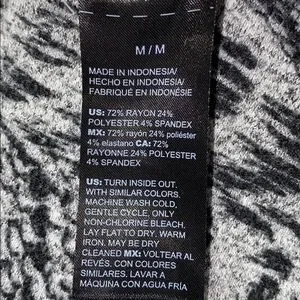 M / M
MADE IN INDONESIA/
HECHO EN INDONESIA/
FABRIQUÉ EN INDONÉSIE
US: 72% RAYON 24%
POLYESTER 4% SPANDEX
MX: 72% rayón 24% poliéster
4% elastano CA: 72%
RAYONNE 24% POLYESTER
4% SPANDEX
US: TURN INSIDE OUT.
WITH SIMILAR COLORS.
MACHINE WASH COLD,
GENTLE CYCLE, ONLY
NON-CHLORINE BLEACH.
LAY FLAT TO DRY. WARM
IRON. MAY BE DRY
CLEANED MX: VOLTEAR AL
REVÉS. CON COLORES
SIMILARES. LAVAR A
MÁQUINA CON AGUA FRÍA